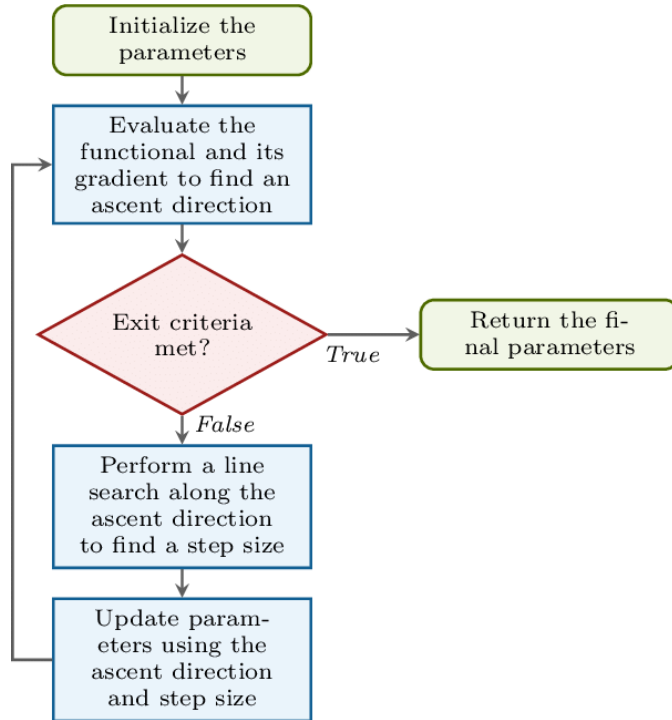 Initialize the
parameters
Evaluate the
functional and its
gradient to find an
ascent direction
Exit criteria
met?
True
Return the fi-
nal parameters
False
Perform a line
search along the
ascent direction
to find a step size
Update param-
eters using the
ascent direction
and step size